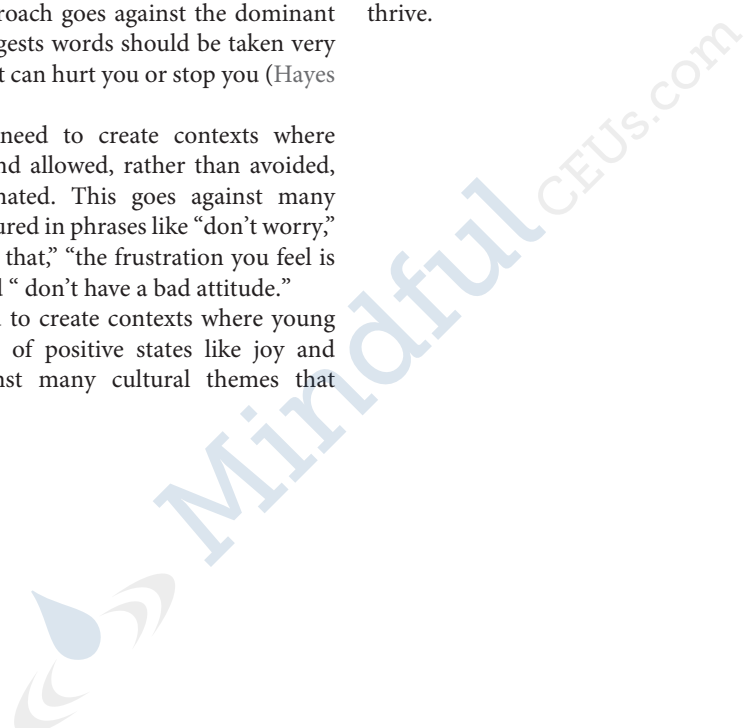 roach goes against the dominant
gests words should be taken very
t can hurt you or stop you (Hayes
need to create contexts where
nd allowed, rather than avoided,
nated. This goes against many
ured in phrases like “don’t worry,”
that,” “the frustration you feel is
“ don’t have a bad attitude.”
to create contexts where young
of positive states like joy and
nst many cultural themes that
thrive.
Mindful CEUs.com